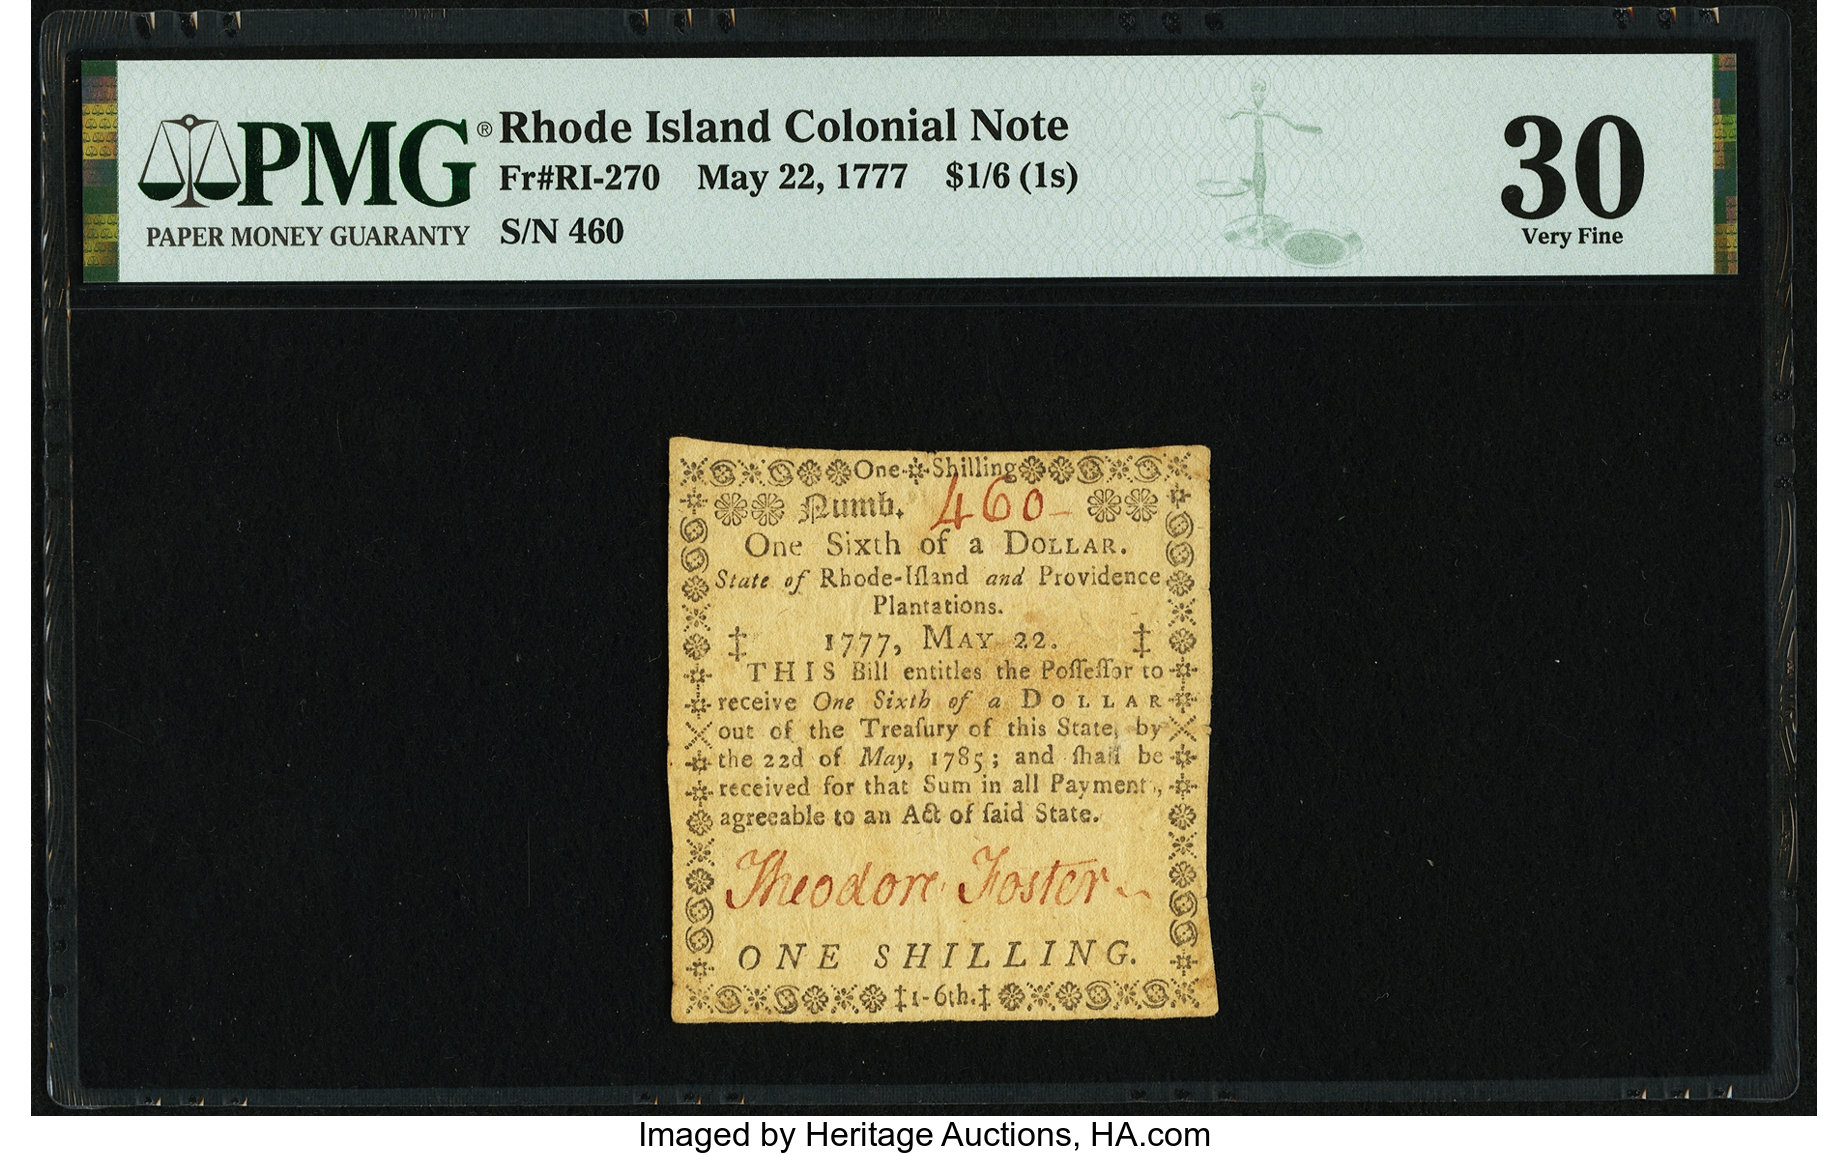 PMG® Rhode Island Colonial Note
Fr#RI-270 May 22, 1777 $1/6 (1s)
PAPER MONEY GUARANTY S/N 460
30
Very Fine
One Shilling
Numb. 460
One Sixth of a DOLLAR.
State of Rhode-Iſland and Providence
Plantations.
‡ 1777, MAY 22. ‡
THIS Bill entitles the Poſſeſſor to
receive One Sixth of a DOLLAR
out of the Treaſury of this State, by
the 22d of May, 1785; and ſhall be
received for that Sum in all Payment,
agreeable to an Act of ſaid State.
Theodore Foster
ONE SHILLING.
‡1-6th.‡
Imaged by Heritage Auctions, HA.com